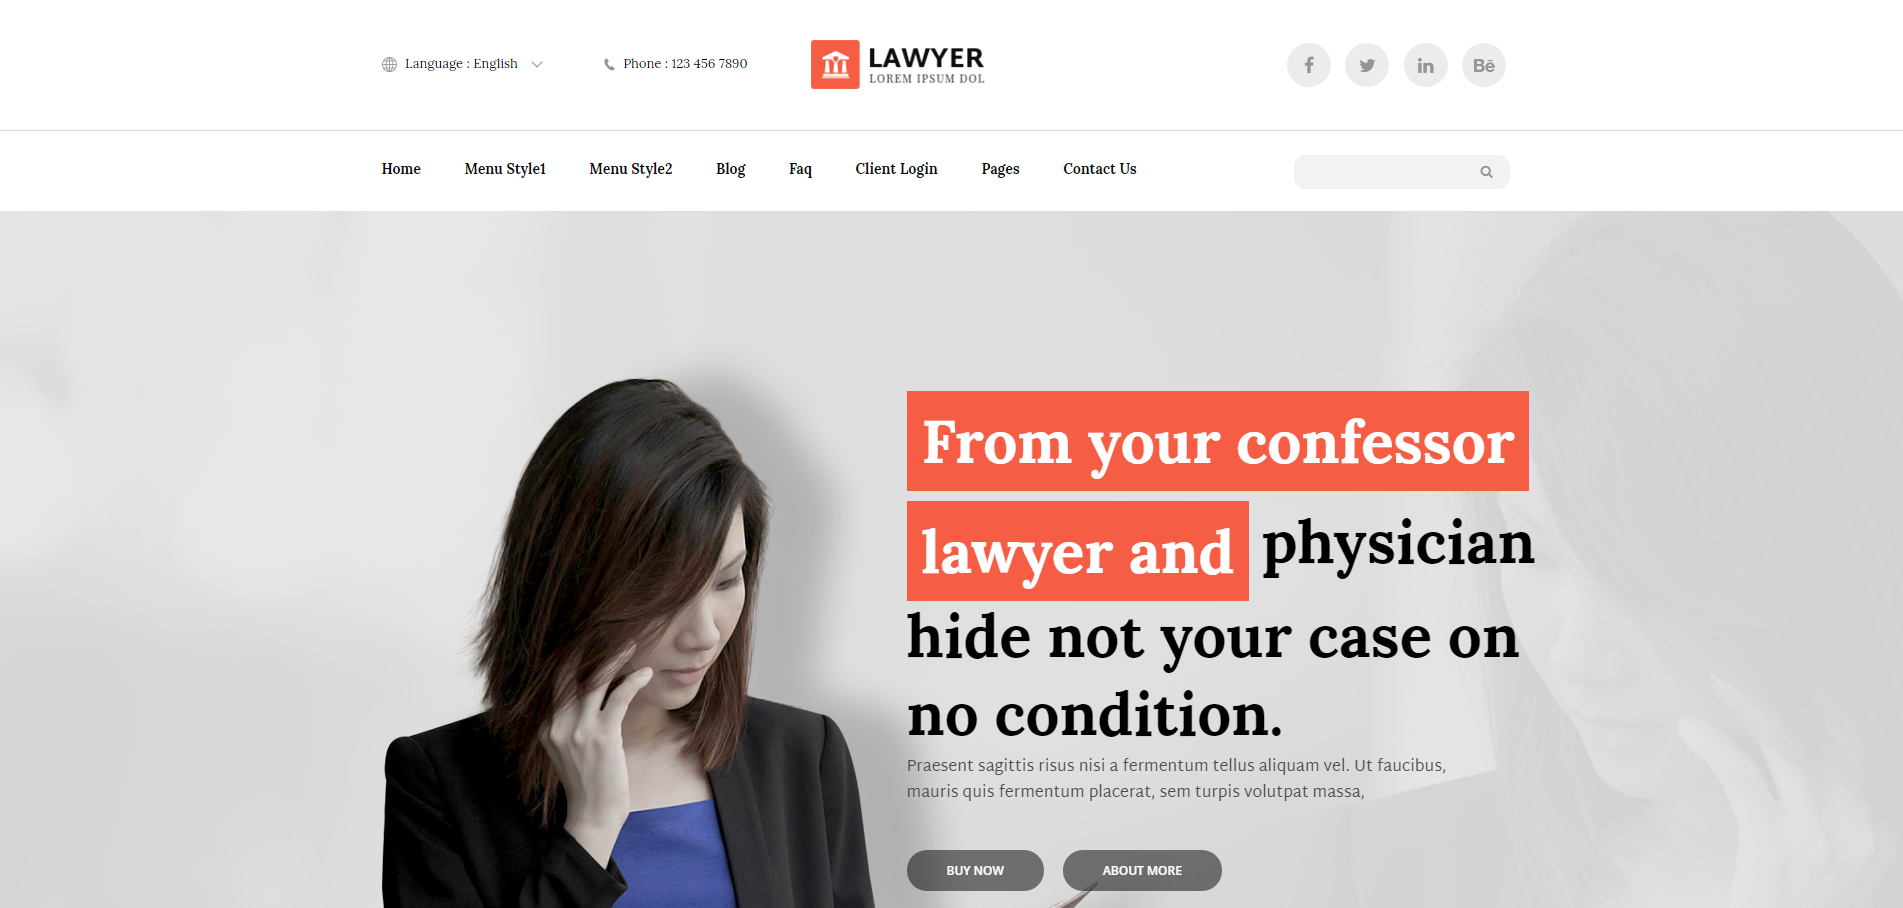 Language : English
Phone : 123 456 7890
LAWYER
LOREM IPSUM DOL
Bē
Home Menu Style1 Menu Style2 Blog Faq Client Login Pages Contact Us
From your confessor
lawyer and physician
hide not your case on
no condition.
Praesent sagittis risus nisi a fermentum tellus aliquam vel. Ut faucibus,
mauris quis fermentum placerat, sem turpis volutpat massa,
BUY NOW ABOUT MORE